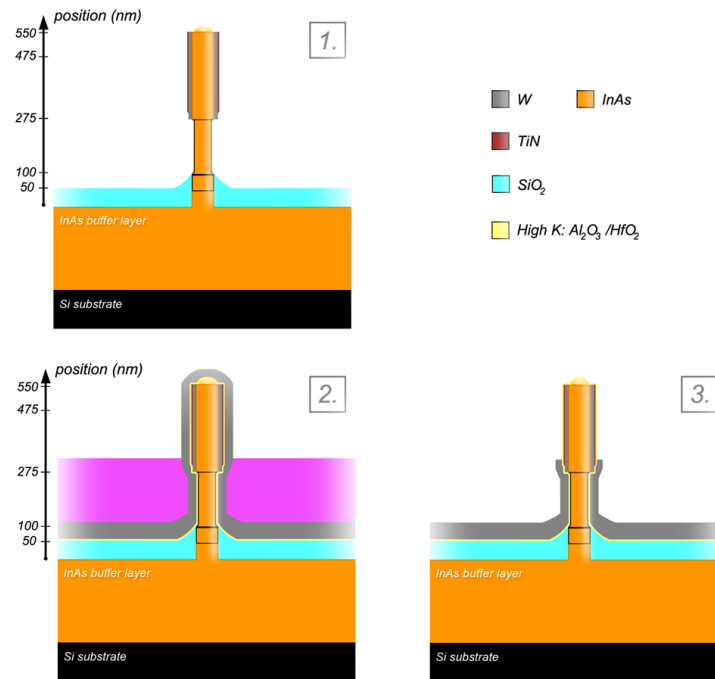 position (nm)
1.
550
475
275
100
50
InAs buffer layer
Si substrate
W
InAs
TiN
SiO₂
High K: Al₂O₃ /HfO₂
position (nm)
2.
550
475
275
100
50
InAs buffer layer
Si substrate
3.
InAs buffer layer
Si substrate